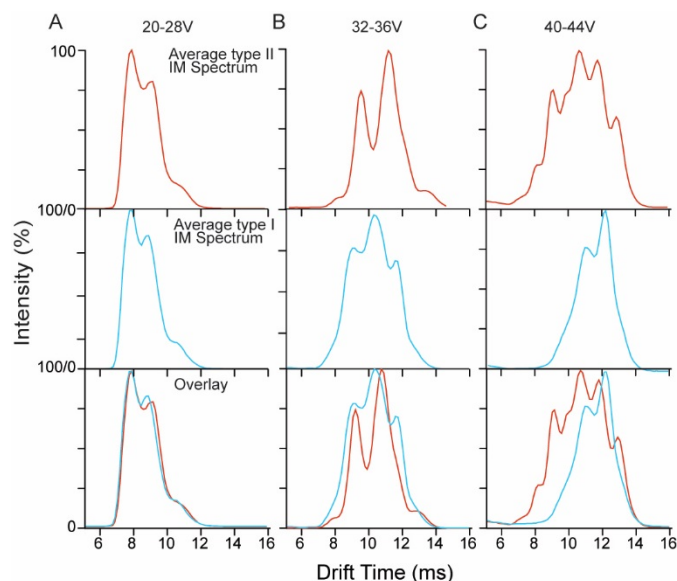 A 20-28V B 32-36V C 40-44V
100
Average type II
IM Spectrum
100/0
Average type I
IM Spectrum
Intensity (%)
100/0
Overlay
0
6 8 10 12 14 16 6 8 10 12 14 16 6 8 10 12 14 16
Drift Time (ms)